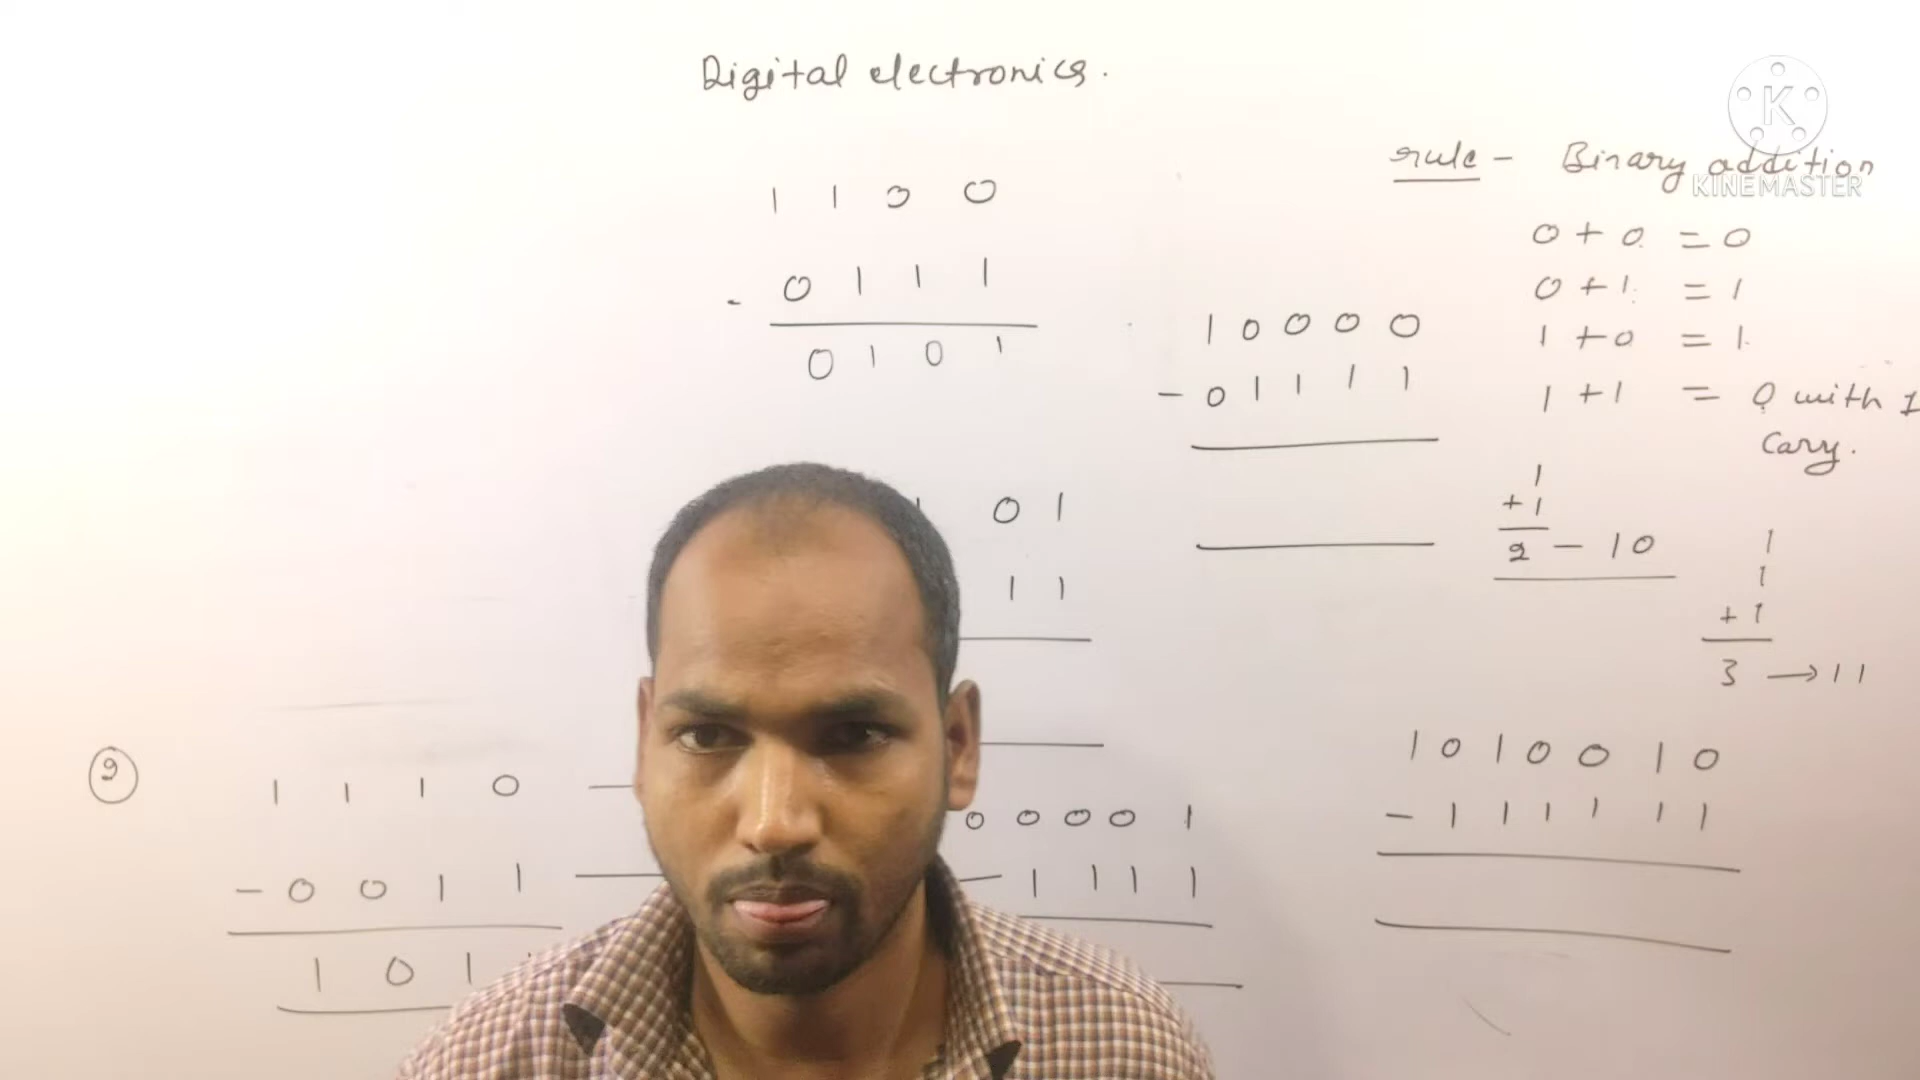 Digital electronics.
1 1 0 0
- 0 1 1 1
0 1 0 1
K
KINEMASTER
rule - Binary addition
0 + 0 = 0
0 + 1 = 1
1 + 0 = 1
1 + 1 = 0 with 1
cary.
1 0 0 0 0
- 0 1 1 1 1
1
+ 1
2 - 10
1
1
+ 1
3 → 11
0 1
1 1
2
1 1 1 0
- 0 0 1 1
1 0 1
0 0 0 0 1
- 1 1 1 1
1 0 1 0 0 1 0
- 1 1 1 1 1 1